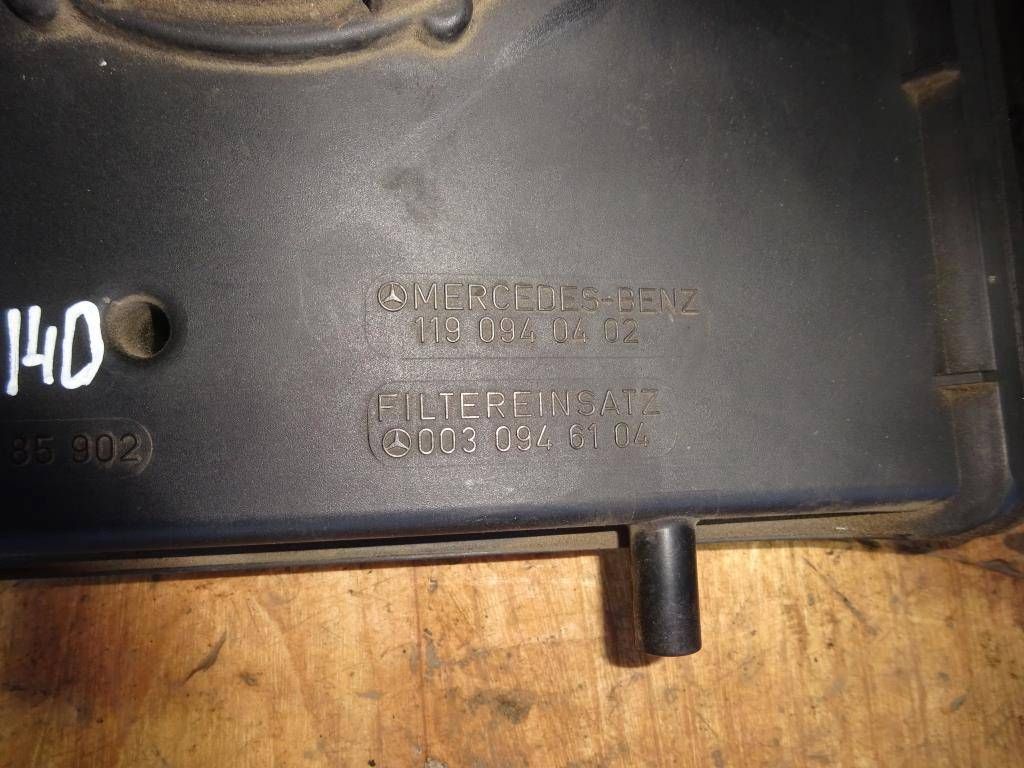 MERCEDES-BENZ
119 094 04 02
140
FILTEREINSATZ
003 094 61 04
85 902